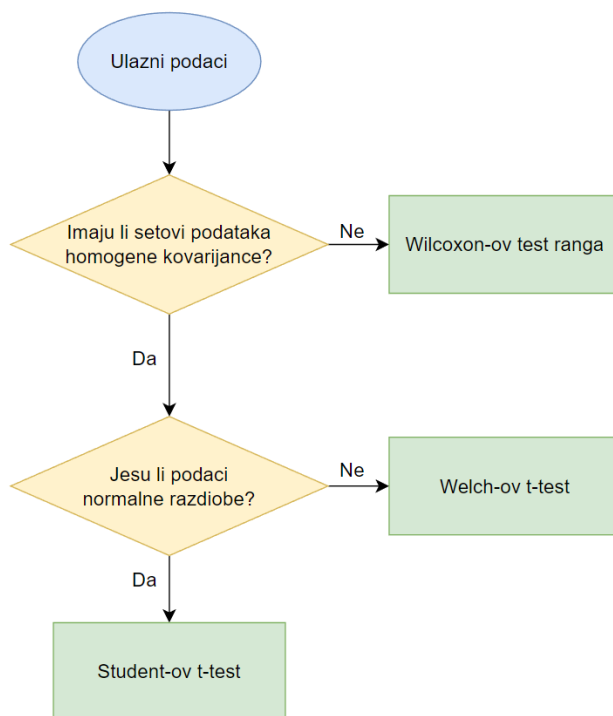 Ulazni podaci
Imaju li setovi podataka
homogene kovarijance?
Ne
Wilcoxon-ov test ranga
Da
Jesu li podaci
normalne razdiobe?
Ne
Welch-ov t-test
Da
Student-ov t-test